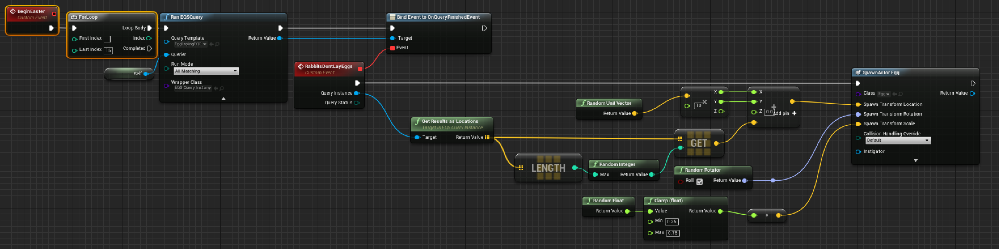 BeginEaster
Custom Event
ForLoop
Loop Body
First Index
Index
Last Index 15
Completed
Self
Run EQSQuery
Query Template
EggLayingEQS
Return Value
Querier
Run Mode
All Matching
Wrapper Class
EQS Query Instar
Bind Event to OnQueryFinishedEvent
Target
Event
RabbitsDontLayEggs
Custom Event
Query Instance
Query Status
Get Results as Locations
Target is EQS Query Instance
Target Return Value
LENGTH
Random Integer
Max Return Value
Random Unit Vector
Return Value
X
10
Y
Z
X
Y
Z 0.0
Add pin
GET
Random Rotator
Roll Return Value
Random Float
Return Value
Clamp (float)
Value Return Value
Min 0.25
Max 0.75
SpawnActor Egg
Class Egg Return Value
Spawn Transform Location
Spawn Transform Rotation
Spawn Transform Scale
Collision Handling Override
Default
Instigator